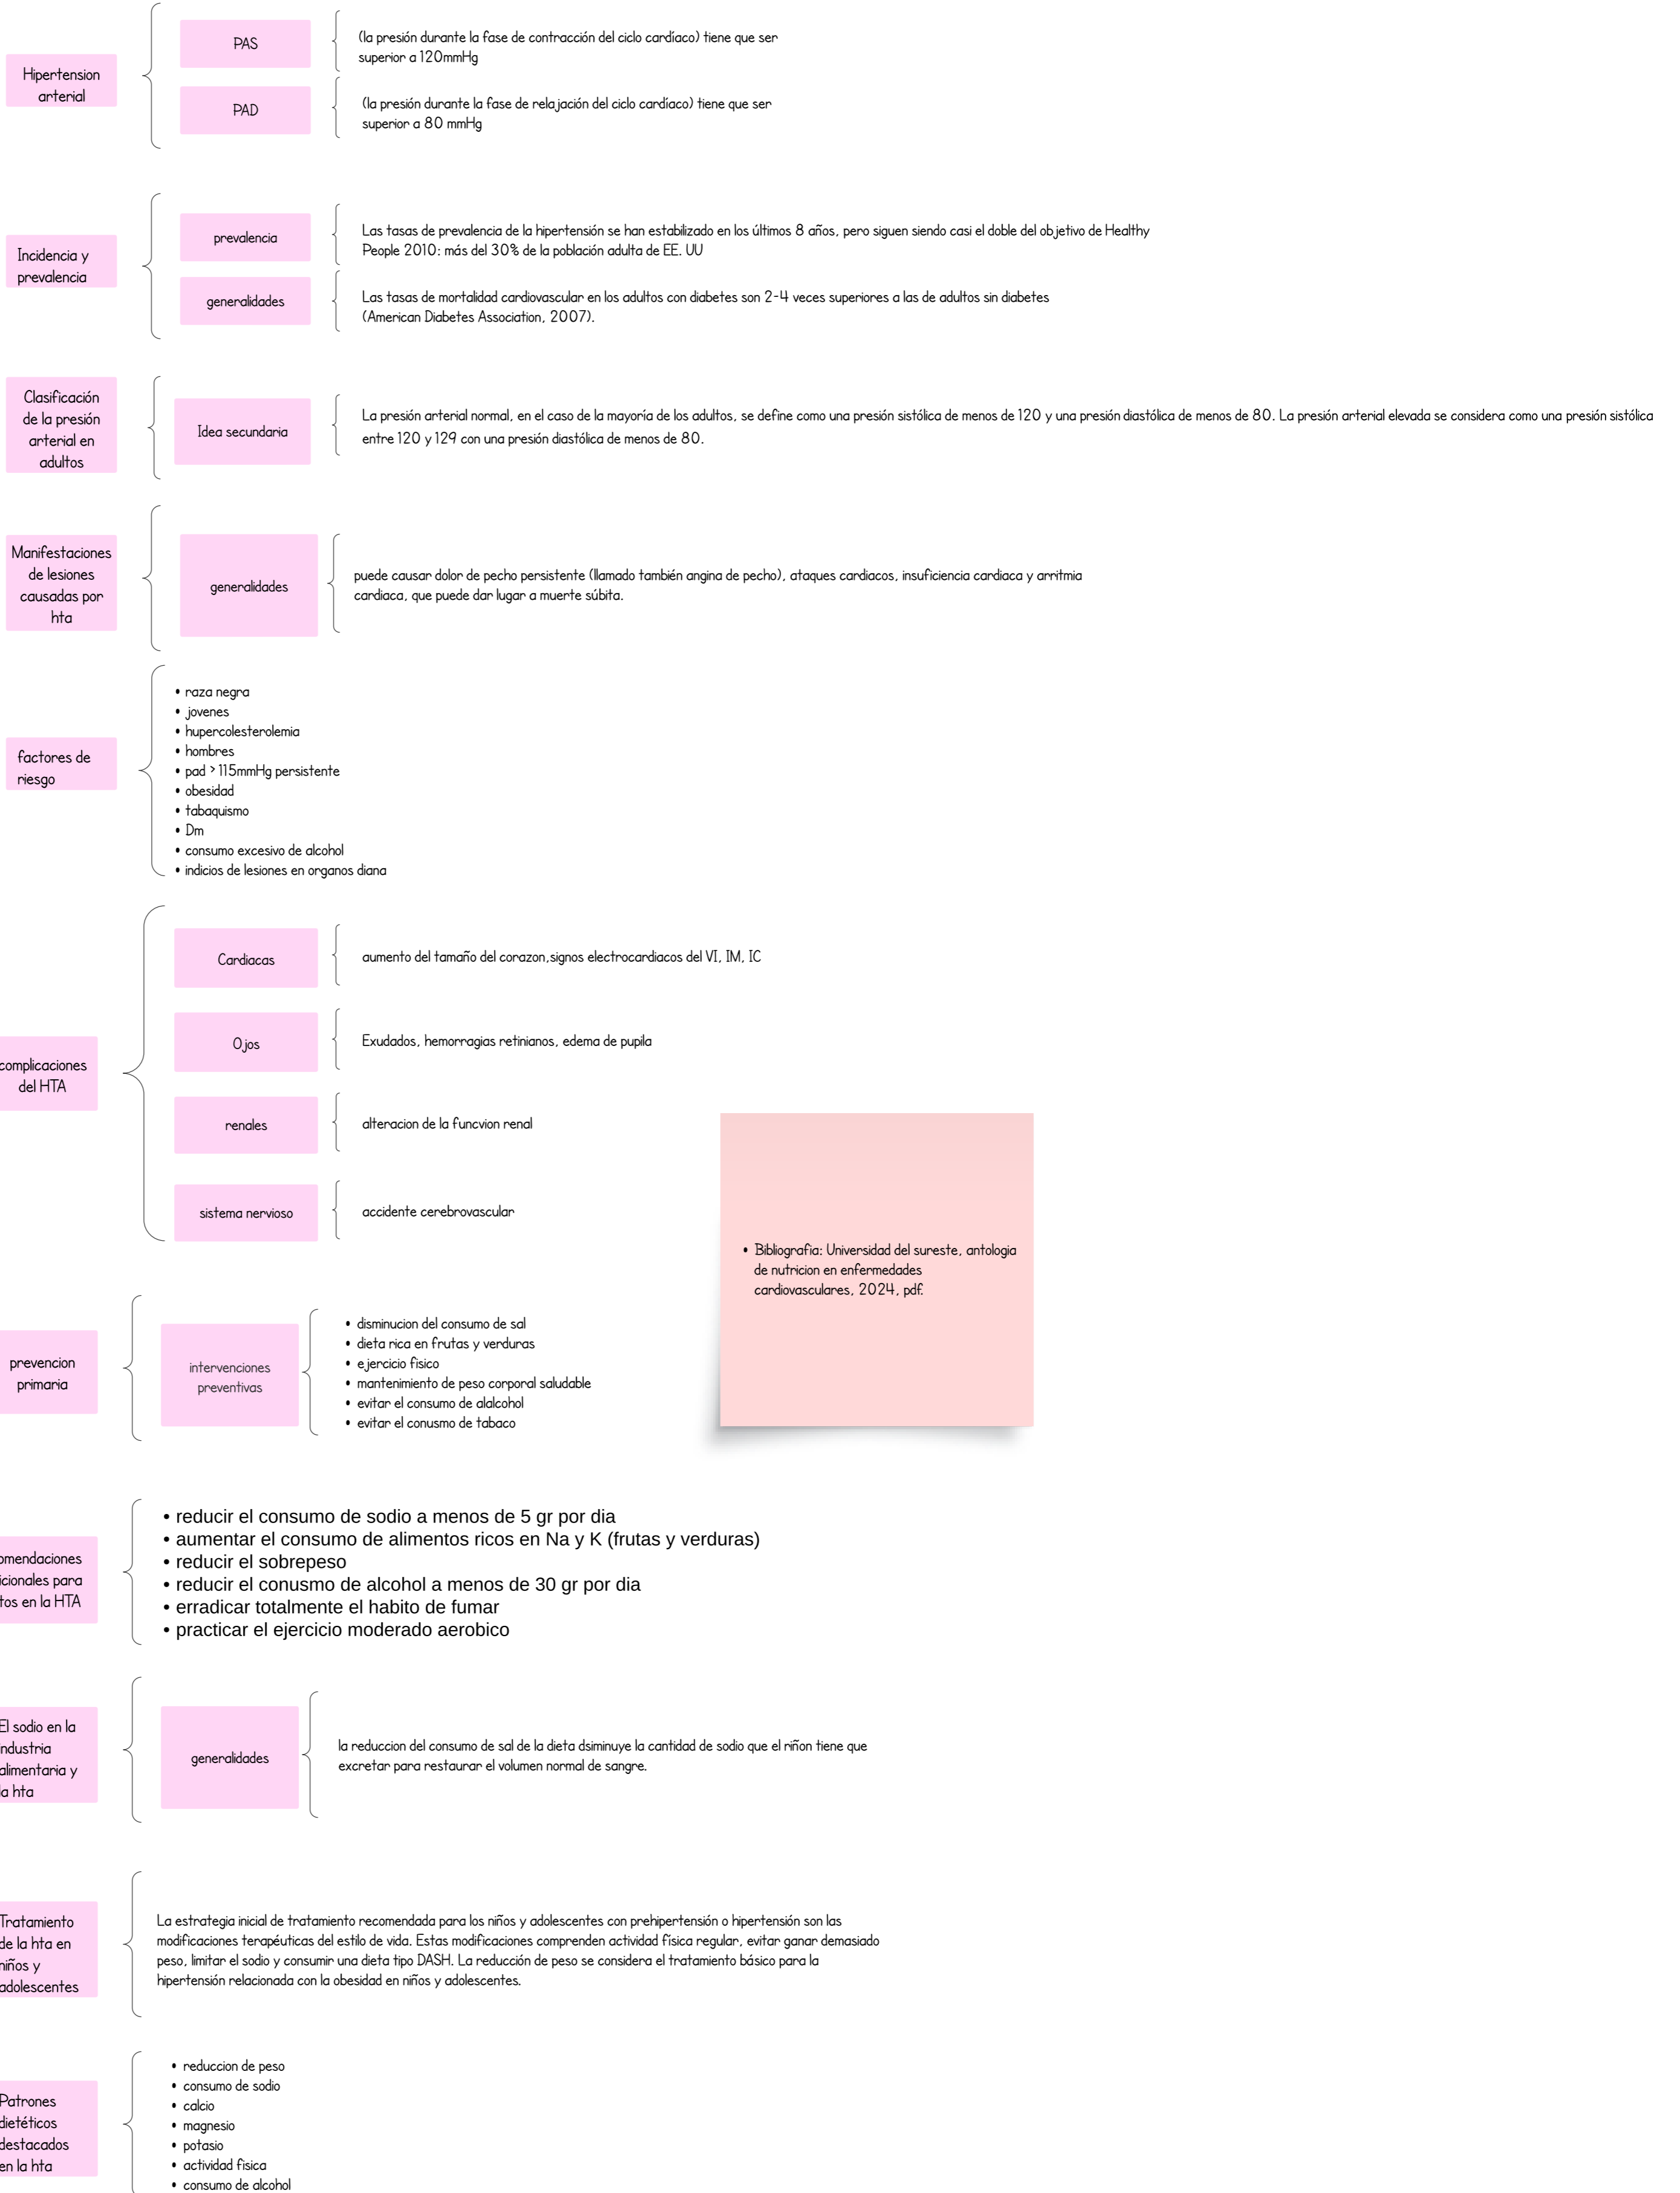 Hipertension
arterial
PAS
(la presión durante la fase de contracción del ciclo cardíaco) tiene que ser
superior a 120mmHg
PAD
(la presión durante la fase de relajación del ciclo cardíaco) tiene que ser
superior a 80 mmHg
Incidencia y
prevalencia
prevalencia
Las tasas de prevalencia de la hipertensión se han estabilizado en los últimos 8 años, pero siguen siendo casi el doble del objetivo de Healthy
People 2010: más del 30% de la población adulta de EE. UU
generalidades
Las tasas de mortalidad cardiovascular en los adultos con diabetes son 2-4 veces superiores a las de adultos sin diabetes
(American Diabetes Association, 2007).
Clasificación
de la presión
arterial en
adultos
Idea secundaria
La presión arterial normal, en el caso de la mayoría de los adultos, se define como una presión sistólica de menos de 120 y una presión diastólica de menos de 80. La presión arterial elevada se considera como una presión sistólica
entre 120 y 129 con una presión diastólica de menos de 80.
Manifestaciones
de lesiones
causadas por
hta
generalidades
puede causar dolor de pecho persistente (llamado también angina de pecho), ataques cardiacos, insuficiencia cardiaca y arritmia
cardiaca, que puede dar lugar a muerte súbita.
factores de
riesgo
• raza negra
• jovenes
• hupercolesterolemia
• hombres
• pad > 115mmHg persistente
• obesidad
• tabaquismo
• Dm
• consumo excesivo de alcohol
• indicios de lesiones en organos diana
complicaciones
del HTA
Cardiacas
aumento del tamaño del corazon,signos electrocardiacos del VI, IM, IC
Ojos
Exudados, hemorragias retinianos, edema de pupila
renales
alteracion de la funcvion renal
sistema nervioso
accidente cerebrovascular
• Bibliografia: Universidad del sureste, antologia
de nutricion en enfermedades
cardiovasculares, 2024, pdf.
prevencion
primaria
intervenciones
preventivas
• disminucion del consumo de sal
• dieta rica en frutas y verduras
• ejercicio fisico
• mantenimiento de peso corporal saludable
• evitar el consumo de alalcohol
• evitar el conusmo de tabaco
omendaciones
icionales para
tos en la HTA
• reducir el consumo de sodio a menos de 5 gr por dia
• aumentar el consumo de alimentos ricos en Na y K (frutas y verduras)
• reducir el sobrepeso
• reducir el conusmo de alcohol a menos de 30 gr por dia
• erradicar totalmente el habito de fumar
• practicar el ejercicio moderado aerobico
El sodio en la
industria
alimentaria y
la hta
generalidades
la reduccion del consumo de sal de la dieta dsiminuye la cantidad de sodio que el riñon tiene que
excretar para restaurar el volumen normal de sangre.
Tratamiento
de la hta en
niños y
adolescentes
La estrategia inicial de tratamiento recomendada para los niños y adolescentes con prehipertensión o hipertensión son las
modificaciones terapéuticas del estilo de vida. Estas modificaciones comprenden actividad física regular, evitar ganar demasiado
peso, limitar el sodio y consumir una dieta tipo DASH. La reducción de peso se considera el tratamiento básico para la
hipertensión relacionada con la obesidad en niños y adolescentes.
Patrones
dietéticos
destacados
en la hta
• reduccion de peso
• consumo de sodio
• calcio
• magnesio
• potasio
• actividad fisica
• consumo de alcohol